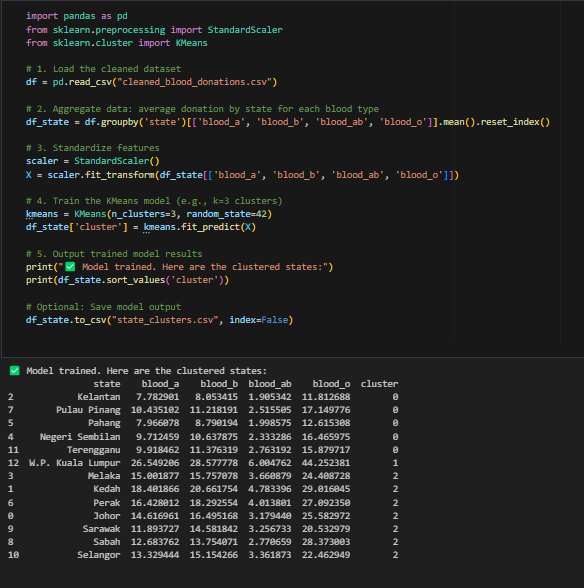 import pandas as pd
from sklearn.preprocessing import StandardScaler
from sklearn.cluster import KMeans
# 1. Load the cleaned dataset
df = pd.read_csv("cleaned_blood_donations.csv")
# 2. Aggregate data: average donation by state for each blood type
df_state = df.groupby('state')[['blood_a', 'blood_b', 'blood_ab', 'blood_o']].mean().reset_index()
# 3. Standardize features
scaler = StandardScaler()
X = scaler.fit_transform(df_state[['blood_a', 'blood_b', 'blood_ab', 'blood_o']])
# 4. Train the KMeans model (e.g., k=3 clusters)
kmeans = KMeans(n_clusters=3, random_state=42)
df_state['cluster'] = kmeans.fit_predict(X)
# 5. Output trained model results
print("✅ Model trained. Here are the clustered states:")
print(df_state.sort_values('cluster'))
# Optional: Save model output
df_state.to_csv("state_clusters.csv", index=False)
✅ Model trained. Here are the clustered states:
state blood_a blood_b blood_ab blood_o cluster
2 Kelantan 7.782901 8.053415 1.905342 11.812688 0
7 Pulau Pinang 10.435102 11.218191 2.515505 17.149776 0
5 Pahang 7.966078 8.790194 1.998575 12.615308 0
4 Negeri Sembilan 9.712459 10.637875 2.333286 16.465975 0
11 Terengganu 9.918462 11.376319 2.763192 15.879717 0
12 W.P. Kuala Lumpur 26.549206 28.577778 6.004762 44.252381 1
3 Melaka 15.001877 15.757078 3.660879 24.408728 2
1 Kedah 18.401866 20.661754 4.783396 29.016045 2
6 Perak 16.428012 18.292554 4.013801 27.092350 2
0 Johor 14.616961 16.495168 3.179440 25.582972 2
9 Sarawak 11.893727 14.581842 3.256733 20.532979 2
8 Sabah 12.683762 13.754071 2.770659 28.373003 2
10 Selangor 13.329444 15.154266 3.361873 22.462949 2